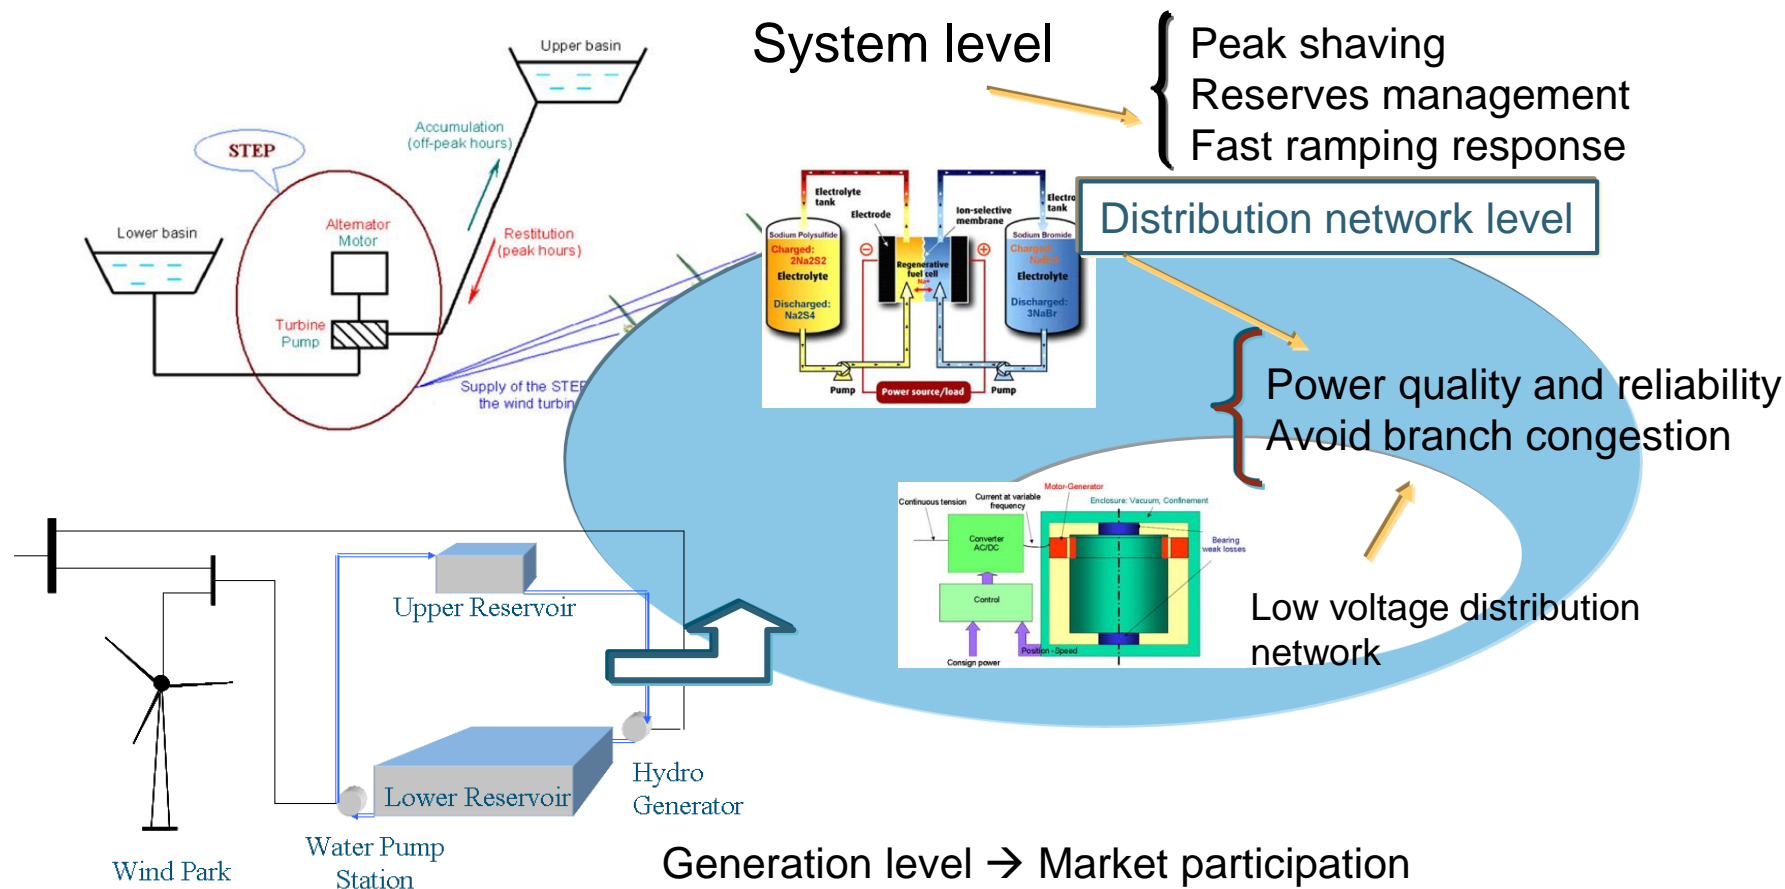 System level
Peak shaving
Reserves management
Fast ramping response
Upper basin
Accumulation
(off-peak hours)
STEP
Alternator
Motor
Restitution
(peak hours)
Lower basin
Turbine
Pump
Supply of the STEP
the wind turbin
Electrolyte
tank
Electrode
Ion-selective
membrane
tank
Sodium Polysulfide
Sodium Bromide
Charged:
2Na2S2
Charged:
Electrolyte
Regenerative
fuel cell
Na+
Electrolyte
Discharged:
Na2S4
Discharged:
3NaBr
Pump
Power source/load
Pump
Distribution network level
Power quality and reliability
Avoid branch congestion
Continuous tension
Current at variable
frequency
Motor-Generator
Enclosure: Vacuum, Confinement
Converter
AC/DC
Bearing
weak losses
Control
Position -Speed
Consign power
Low voltage distribution
network
Upper Reservoir
Lower Reservoir
Hydro
Generator
Water Pump
Station
Wind Park
Generation level → Market participation